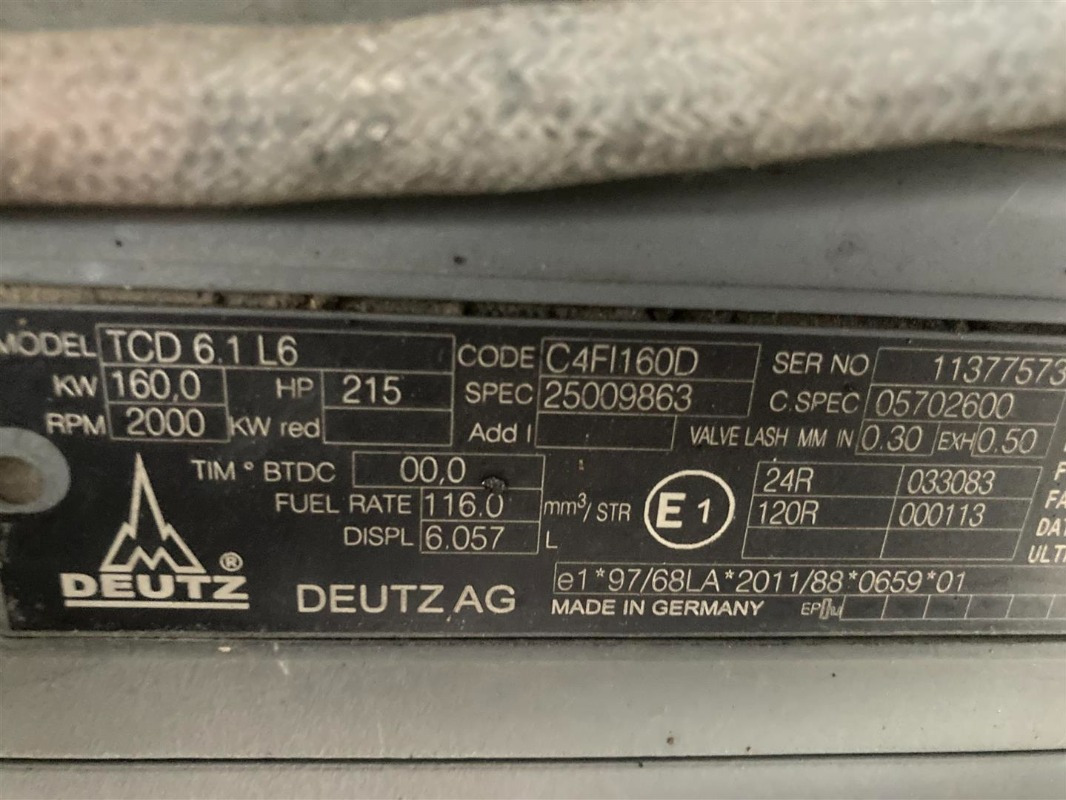 MODEL TCD 6.1 L6 CODE C4FI160D SER NO 11377573
KW 160,0 HP 215 SPEC 25009863 C.SPEC 05702600
RPM 2000 KW red Add I VALVE LASH MM IN 0.30 EXH 0.50
TIM ° BTDC 00,0 24R 033083
FUEL RATE 116.0 mm³/STR E1 120R 000113
DISPL 6.057 L
DEUTZ ®
DEUTZ AG
e1*97/68LA*2011/88*0659*01
MADE IN GERMANY